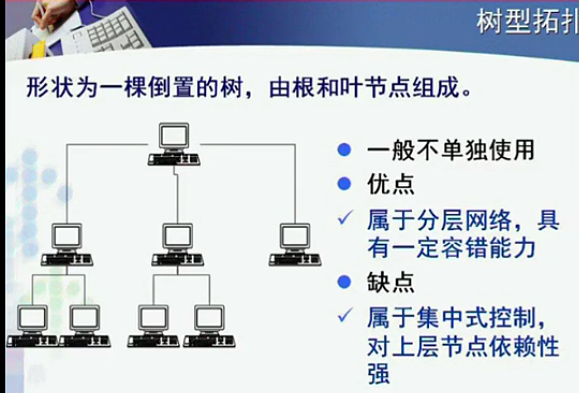 树型拓扑
形状为一棵倒置的树，由根和叶节点组成。
一般不单独使用
优点
属于分层网络，具
有一定容错能力
缺点
属于集中式控制，
对上层节点依赖性
强